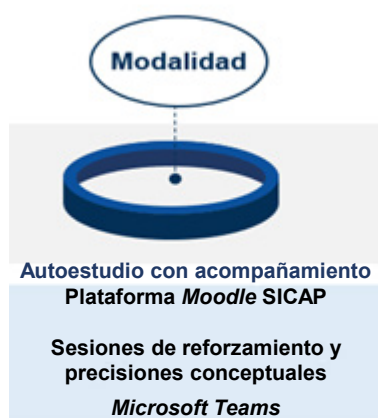 Modalidad
Autoestudio con acompañamiento
Plataforma Moodle SICAP
Sesiones de reforzamiento y
precisiones conceptuales
Microsoft Teams